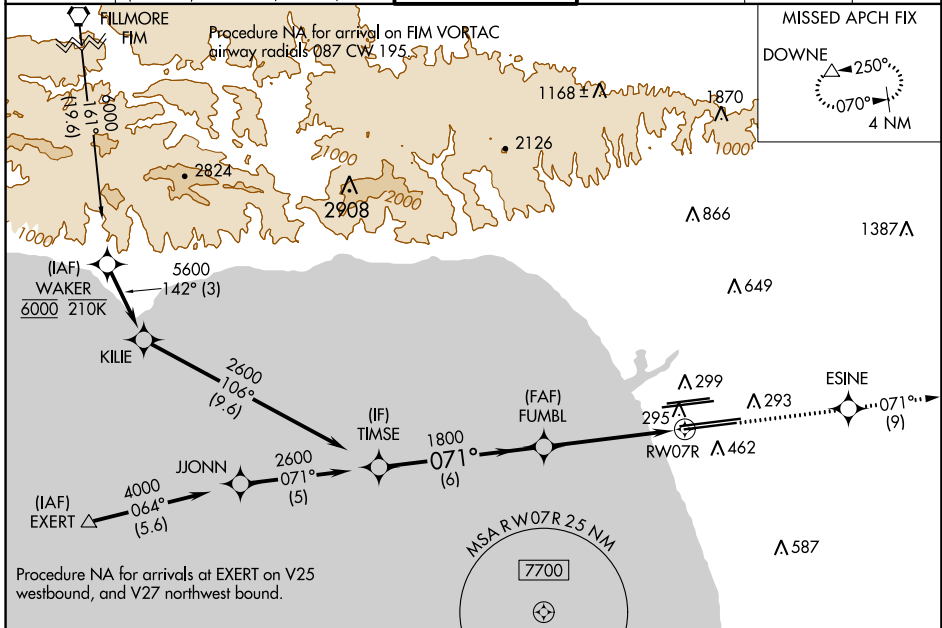 FILLMORE
FIM
Procedure NA for arrival on FIM VORTAC
airway radials 087 CW 195.
MISSED APCH FIX
DOWNE
250°
070°
4 NM
6000
161°
(19.6)
1168 ±
1870
1000
2126
1000
2824
2000
2908
866
1387
1000
(IAF)
WAKER
6000 210K
5600
142° (3)
649
KILIE
2600
106°
(9.6)
299
ESINE
(FAF)
FUMBL
295
293
071°
(9)
(IF)
TIMSE
1800
071°
(6)
RW07R
462
JJONN
2600
071°
(5)
4000
064°
(5.6)
(IAF)
EXERT
MSA RW07R 25 NM
7700
587
Procedure NA for arrivals at EXERT on V25
westbound, and V27 northwest bound.